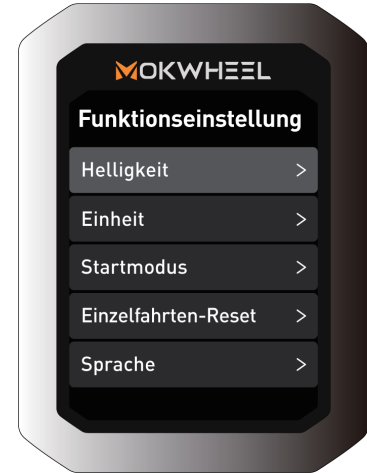 MOKWHEEL
Funktionseinstellung
Helligkeit >
Einheit >
Startmodus >
Einzelfahrten-Reset >
Sprache >